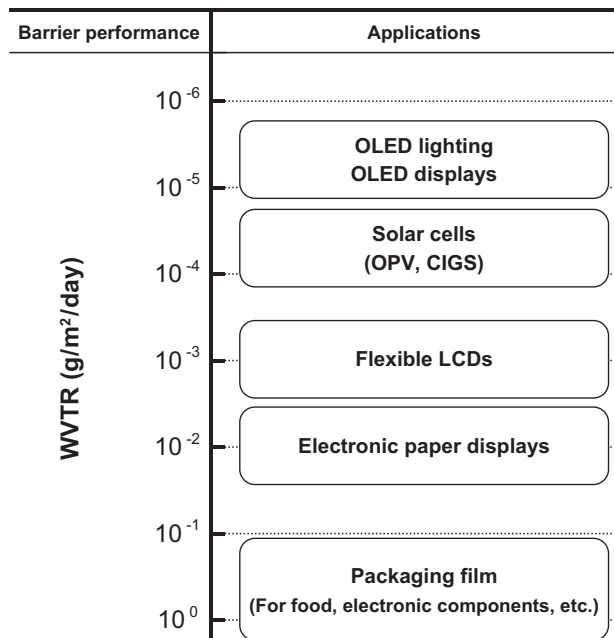 Barrier performance
Applications
WVTR (g/m²/day)
10⁻⁶
OLED lighting
OLED displays
10⁻⁵
Solar cells
(OPV, CIGS)
10⁻⁴
10⁻³
Flexible LCDs
10⁻²
Electronic paper displays
10⁻¹
Packaging film
(For food, electronic components, etc.)
10⁰